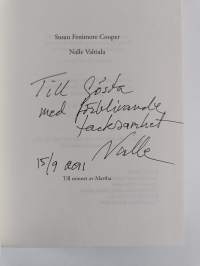 Susan Fenimore Cooper
Nalle Valtiala
Till Gösta
med förblivande
tacksamhet
Nalle
15/9 2011
Till minnet av Martha